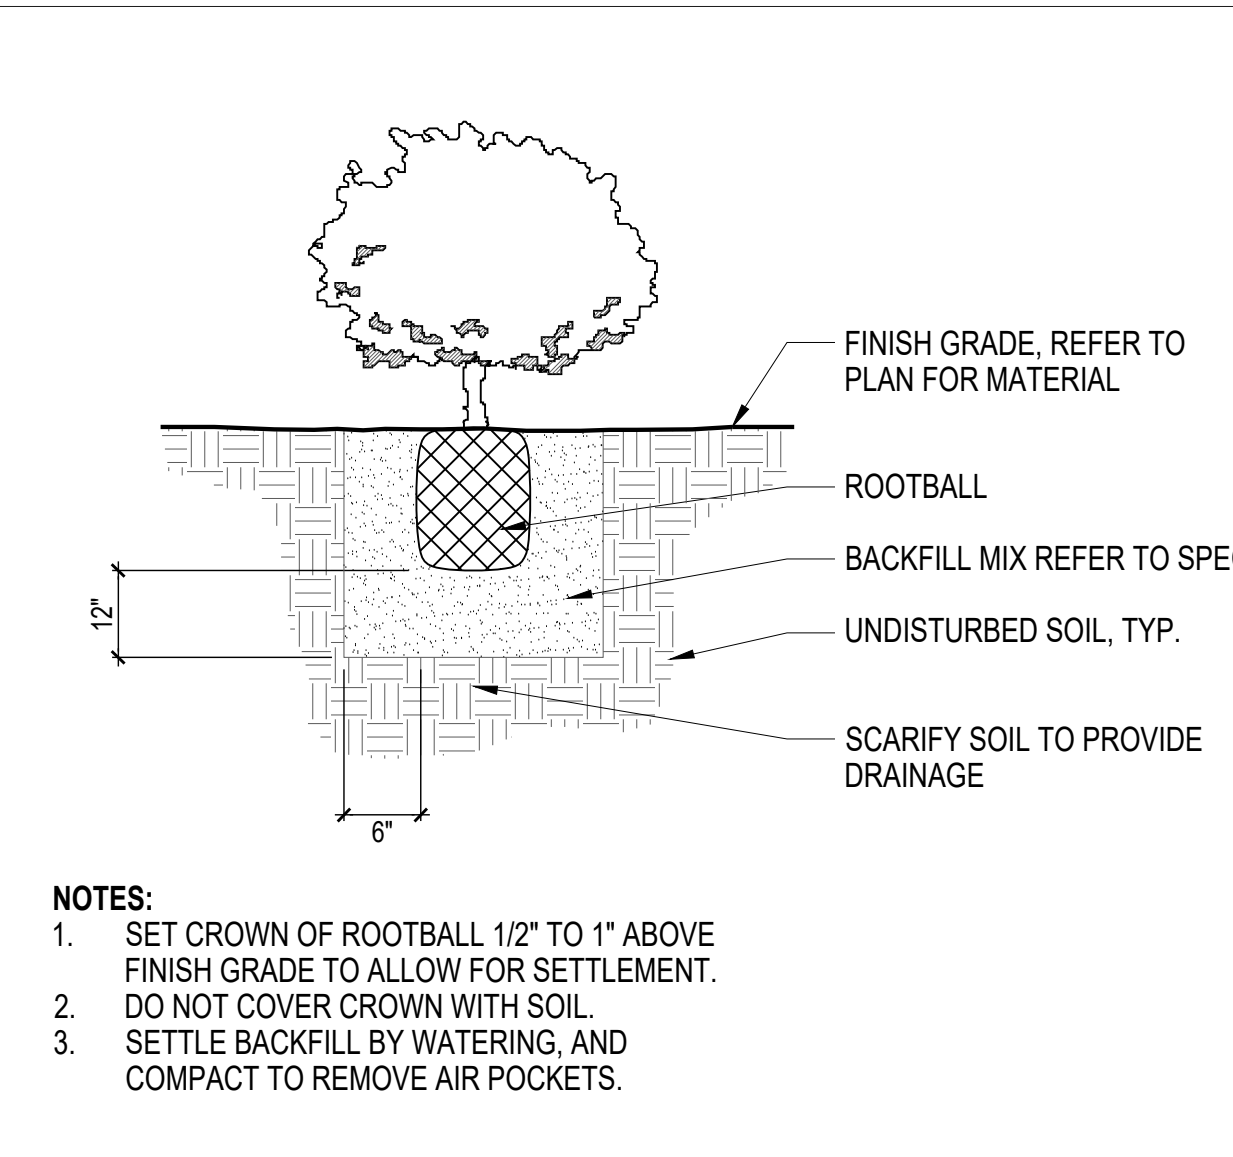 FINISH GRADE, REFER TO
PLAN FOR MATERIAL
ROOTBALL
BACKFILL MIX REFER TO
UNDISTURBED SOIL, TYP.
12"
SCARIFY SOIL TO PROVIDE
DRAINAGE
6"
NOTES:
1. SET CROWN OF ROOTBALL 1/2" TO 1" ABOVE
FINISH GRADE TO ALLOW FOR SETTLEMENT.
2. DO NOT COVER CROWN WITH SOIL.
3. SETTLE BACKFILL BY WATERING, AND
COMPACT TO REMOVE AIR POCKETS.